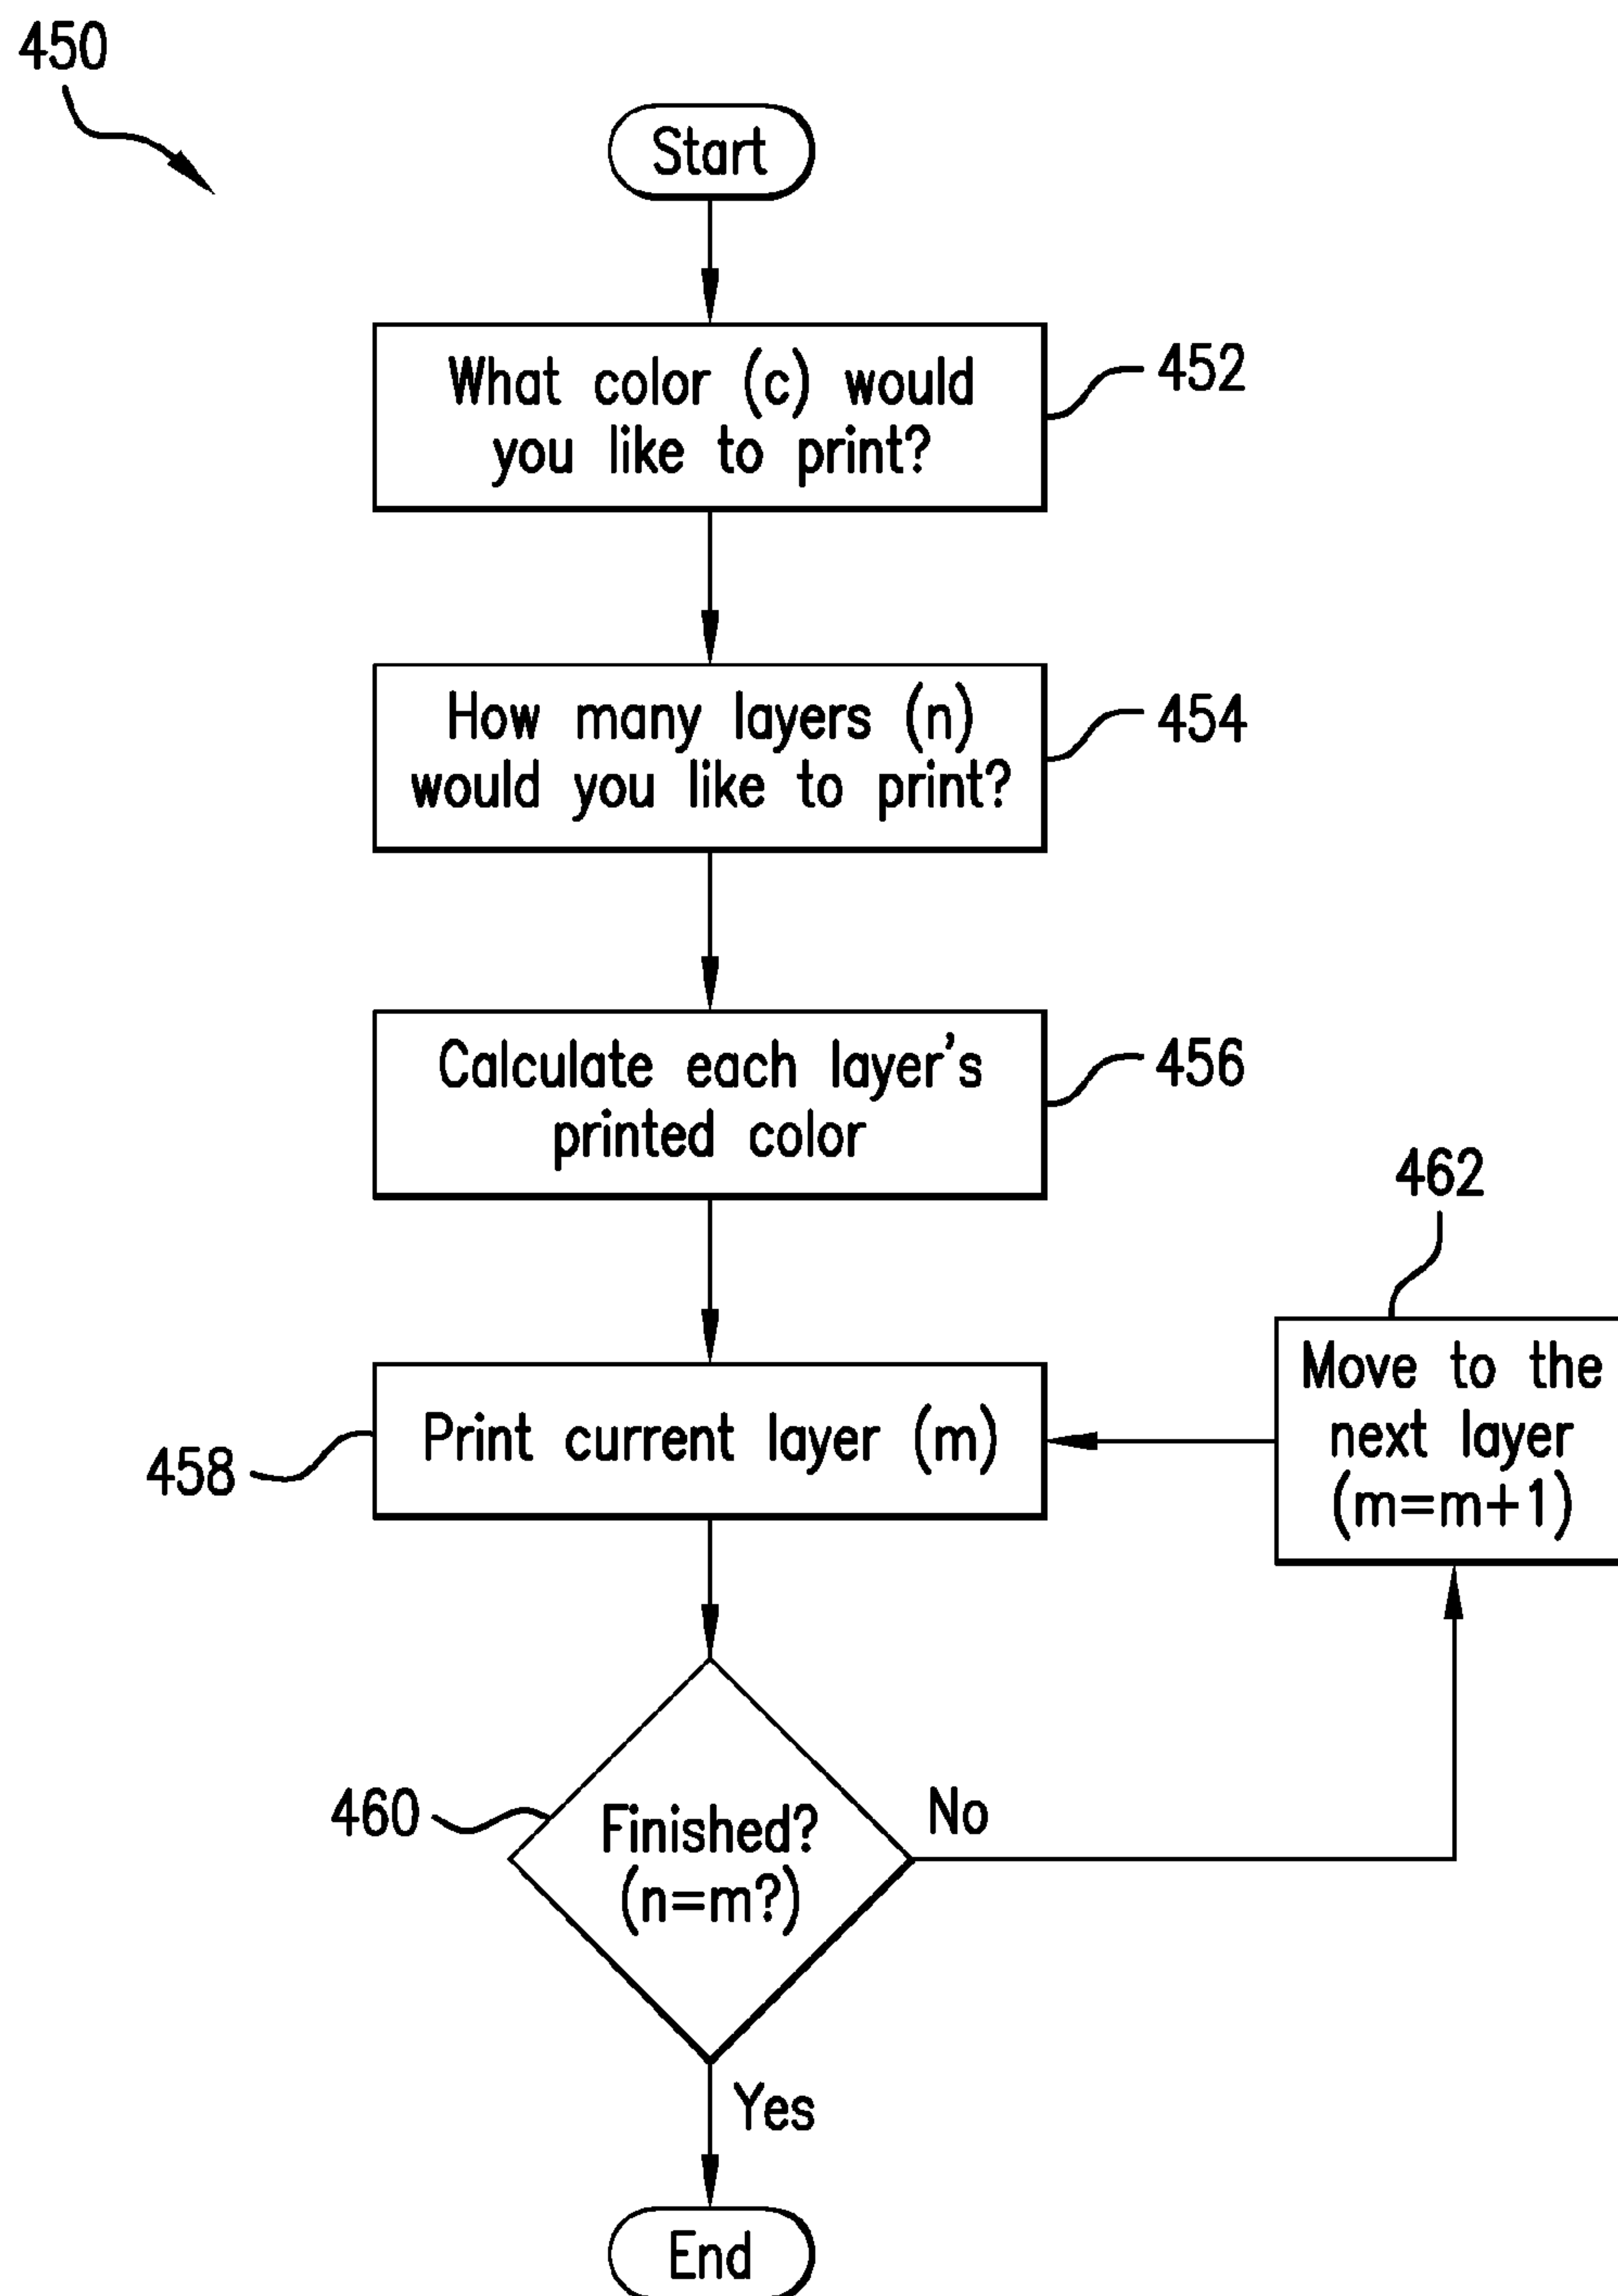 450
Start
What color (c) would
you like to print?
452
How many layers (n)
would you like to print?
454
Calculate each layer's
printed color
456
462
Move to the
next layer
(m=m+1)
Print current layer (m)
458
460
Finished?
(n=m?)
No
Yes
End